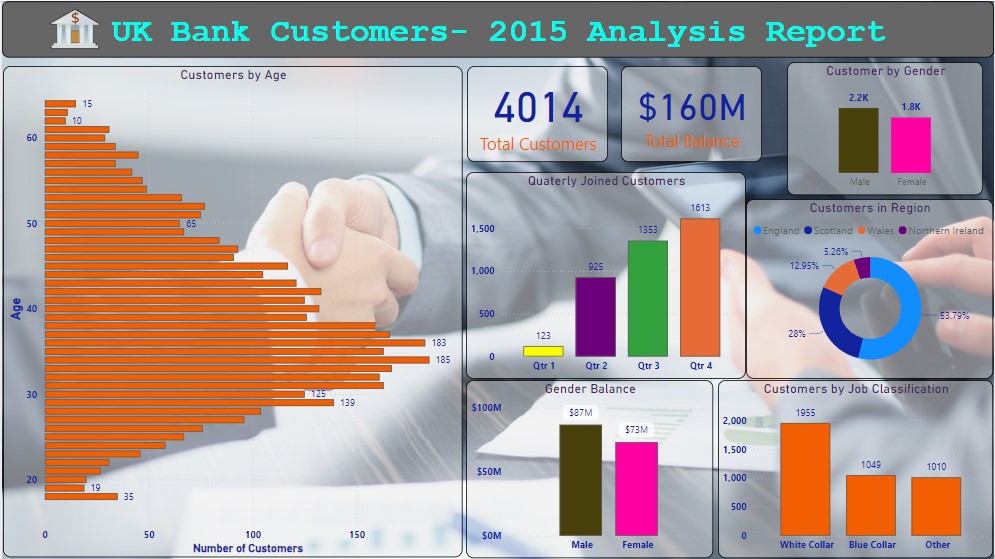 UK Bank Customers- 2015 Analysis Report
Customers by Age
Age
60
50
40
30
20
15
10
65
183
185
125
139
19
35
0 50 100 150
Number of Customers
4014
Total Customers
$160M
Total Balance
Customer by Gender
2.2K
1.8K
Male Female
Quaterly Joined Customers
1,500
1,000
500
0
123
925
1353
1613
Qtr 1 Qtr 2 Qtr 3 Qtr 4
Customers in Region
England Scotland Wales Northern Ireland
5.26%
12.95%
28%
53.79%
Gender Balance
$100M
$50M
$0M
$87M
$73M
Male Female
Customers by Job Classification
2,000
1,500
1,000
500
0
1955
1049
1010
White Collar Blue Collar Other